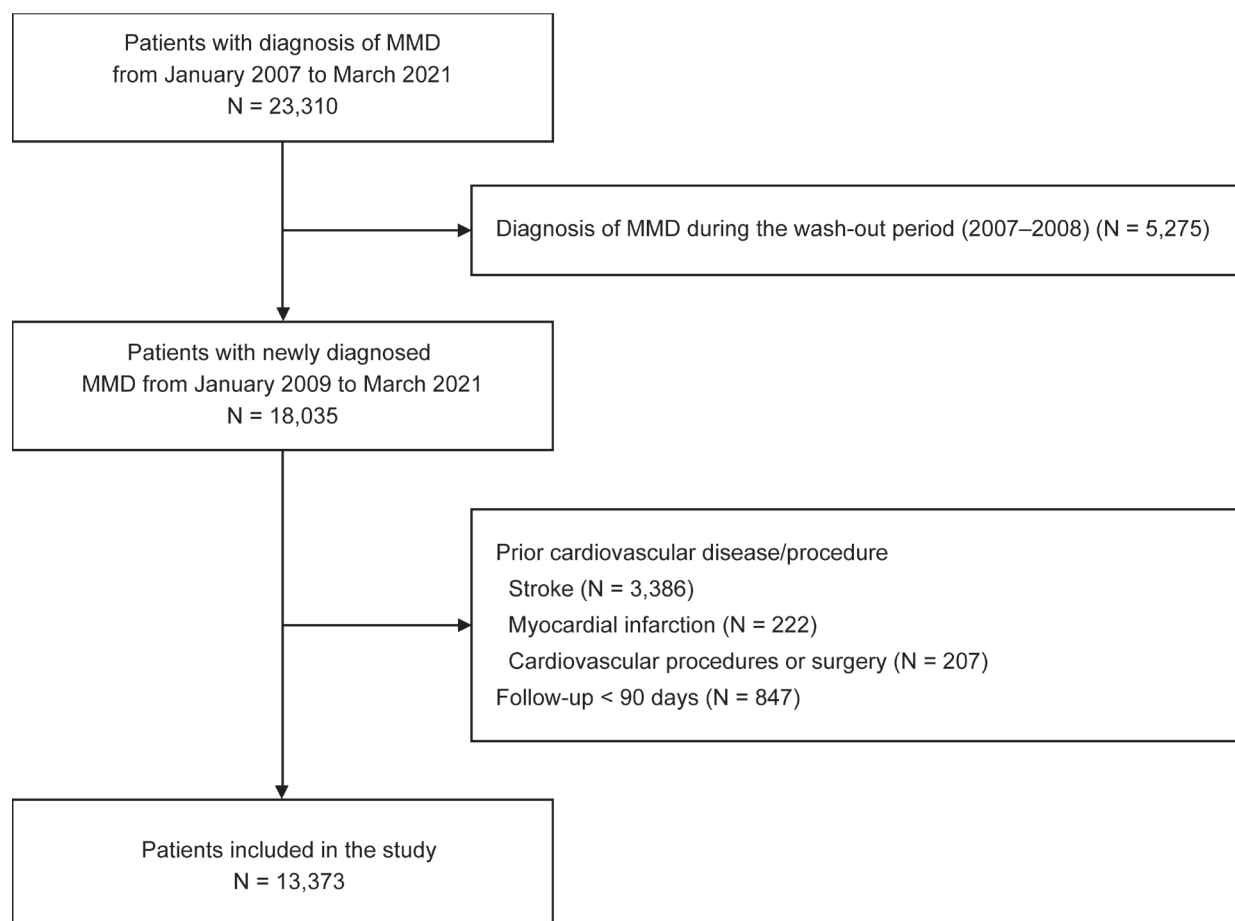 Patients with diagnosis of MMD
from January 2007 to March 2021
N = 23,310
Diagnosis of MMD during the wash-out period (2007–2008) (N = 5,275)
Patients with newly diagnosed
MMD from January 2009 to March 2021
N = 18,035
Prior cardiovascular disease/procedure
Stroke (N = 3,386)
Myocardial infarction (N = 222)
Cardiovascular procedures or surgery (N = 207)
Follow-up < 90 days (N = 847)
Patients included in the study
N = 13,373